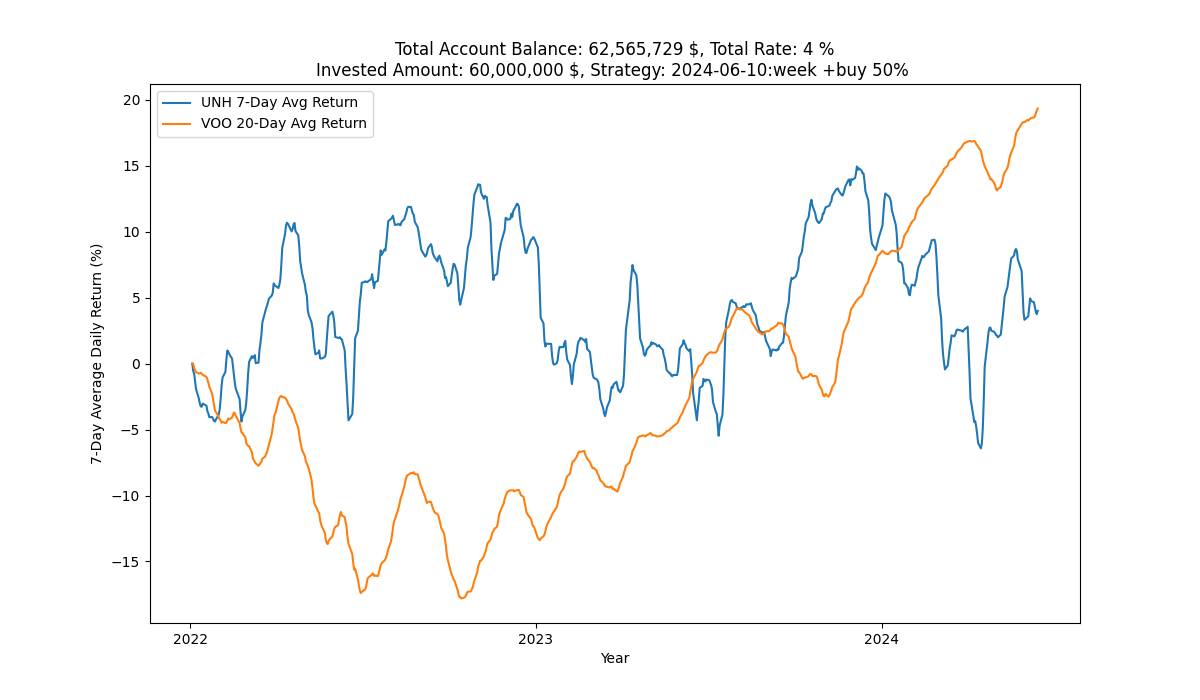 Total Account Balance: 62,565,729 $, Total Rate: 4 %
Invested Amount: 60,000,000 $, Strategy: 2024-06-10:week +buy 50%
UNH 7-Day Avg Return
VOO 20-Day Avg Return
20
15
10
5
0
−5
−10
−15
7-Day Average Daily Return (%)
2022
2023
2024
Year